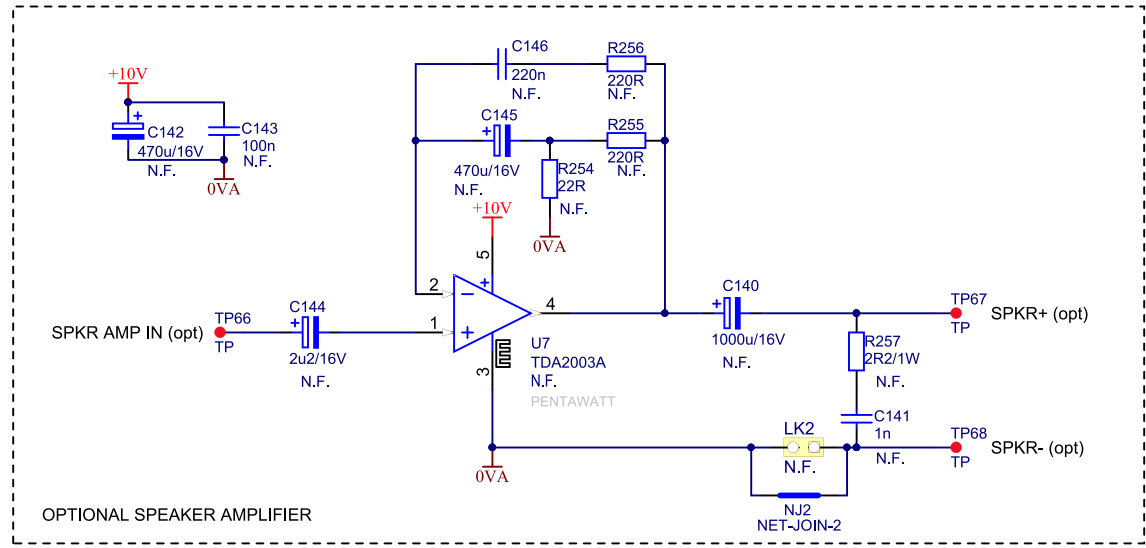 +10V
C142
470u/16V
N.F.
C143
100n
N.F.
0VA
C146
220n
N.F.
R256
220R
N.F.
C145
470u/16V
N.F.
R255
220R
N.F.
R254
22R
N.F.
0VA
+10V
5
2
1
4
3
U7
TDA2003A
N.F.
PENTAWATT
SPKR AMP IN (opt)
TP66
TP
C144
2u2/16V
N.F.
C140
1000u/16V
N.F.
TP67
TP
SPKR+ (opt)
R257
2R2/1W
N.F.
C141
1n
N.F.
LK2
N.F.
TP68
TP
SPKR- (opt)
0VA
NJ2
NET-JOIN-2
OPTIONAL SPEAKER AMPLIFIER